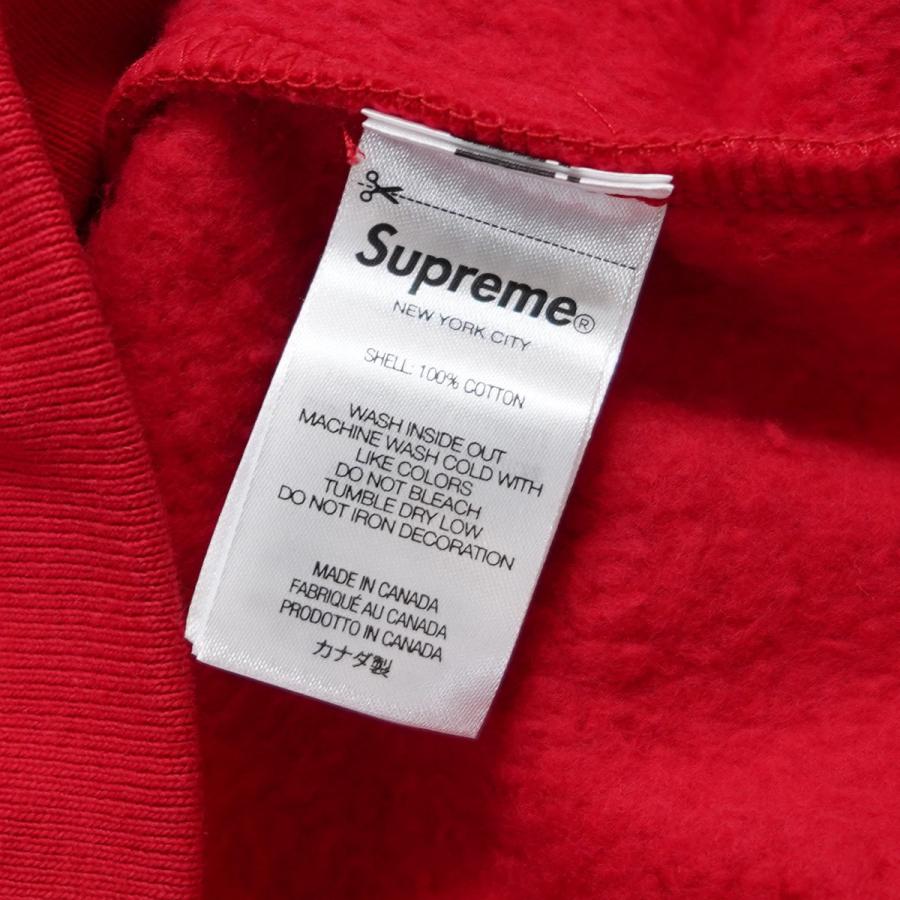 Supreme®
NEW YORK CITY
SHELL: 100% COTTON
WASH INSIDE OUT
MACHINE WASH COLD WITH
LIKE COLORS
DO NOT BLEACH
TUMBLE DRY LOW
DO NOT IRON DECORATION
MADE IN CANADA
FABRIQUÉ AU CANADA
PRODOTTO IN CANADA
カナダ製